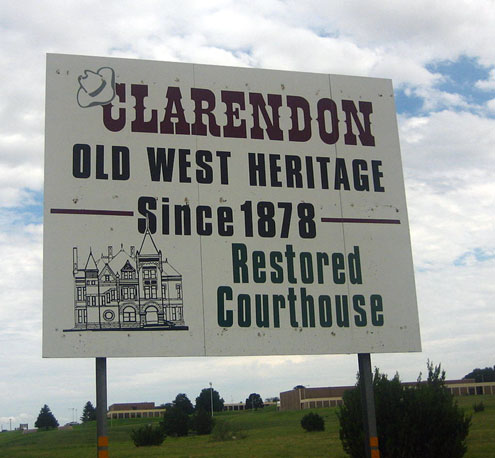 CLARENDON
OLD WEST HERITAGE
Since 1878
Restored
Courthouse